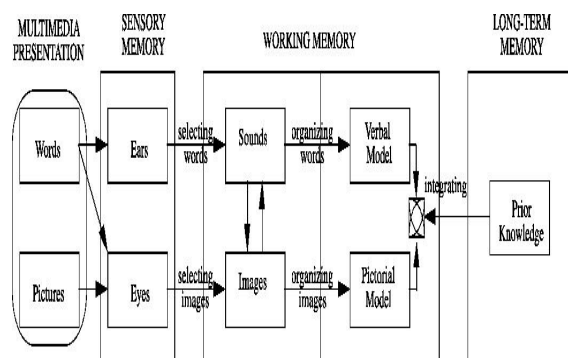 MULTIMEDIA
PRESENTATION
SENSORY
MEMORY
WORKING MEMORY
LONG-TERM
MEMORY
Words
Ears
selecting
words
Sounds
organizing
words
Verbal
Model
integrating
Prior
Knowledge
Pictures
Eyes
selecting
images
Images
organizing
images
Pictorial
Model